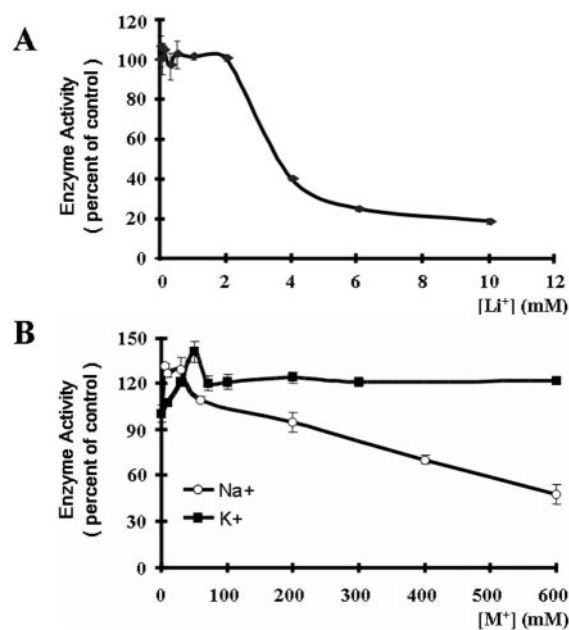 A
Enzyme Activity
( percent of control)
120
100
80
60
40
20
0
0 2 4 6 8 10 12
[Li⁺] (mM)
B
Enzyme Activity
( percent of control)
150
120
90
60
30
0
Na+
K+
0 100 200 300 400 500 600
[M⁺] (mM)